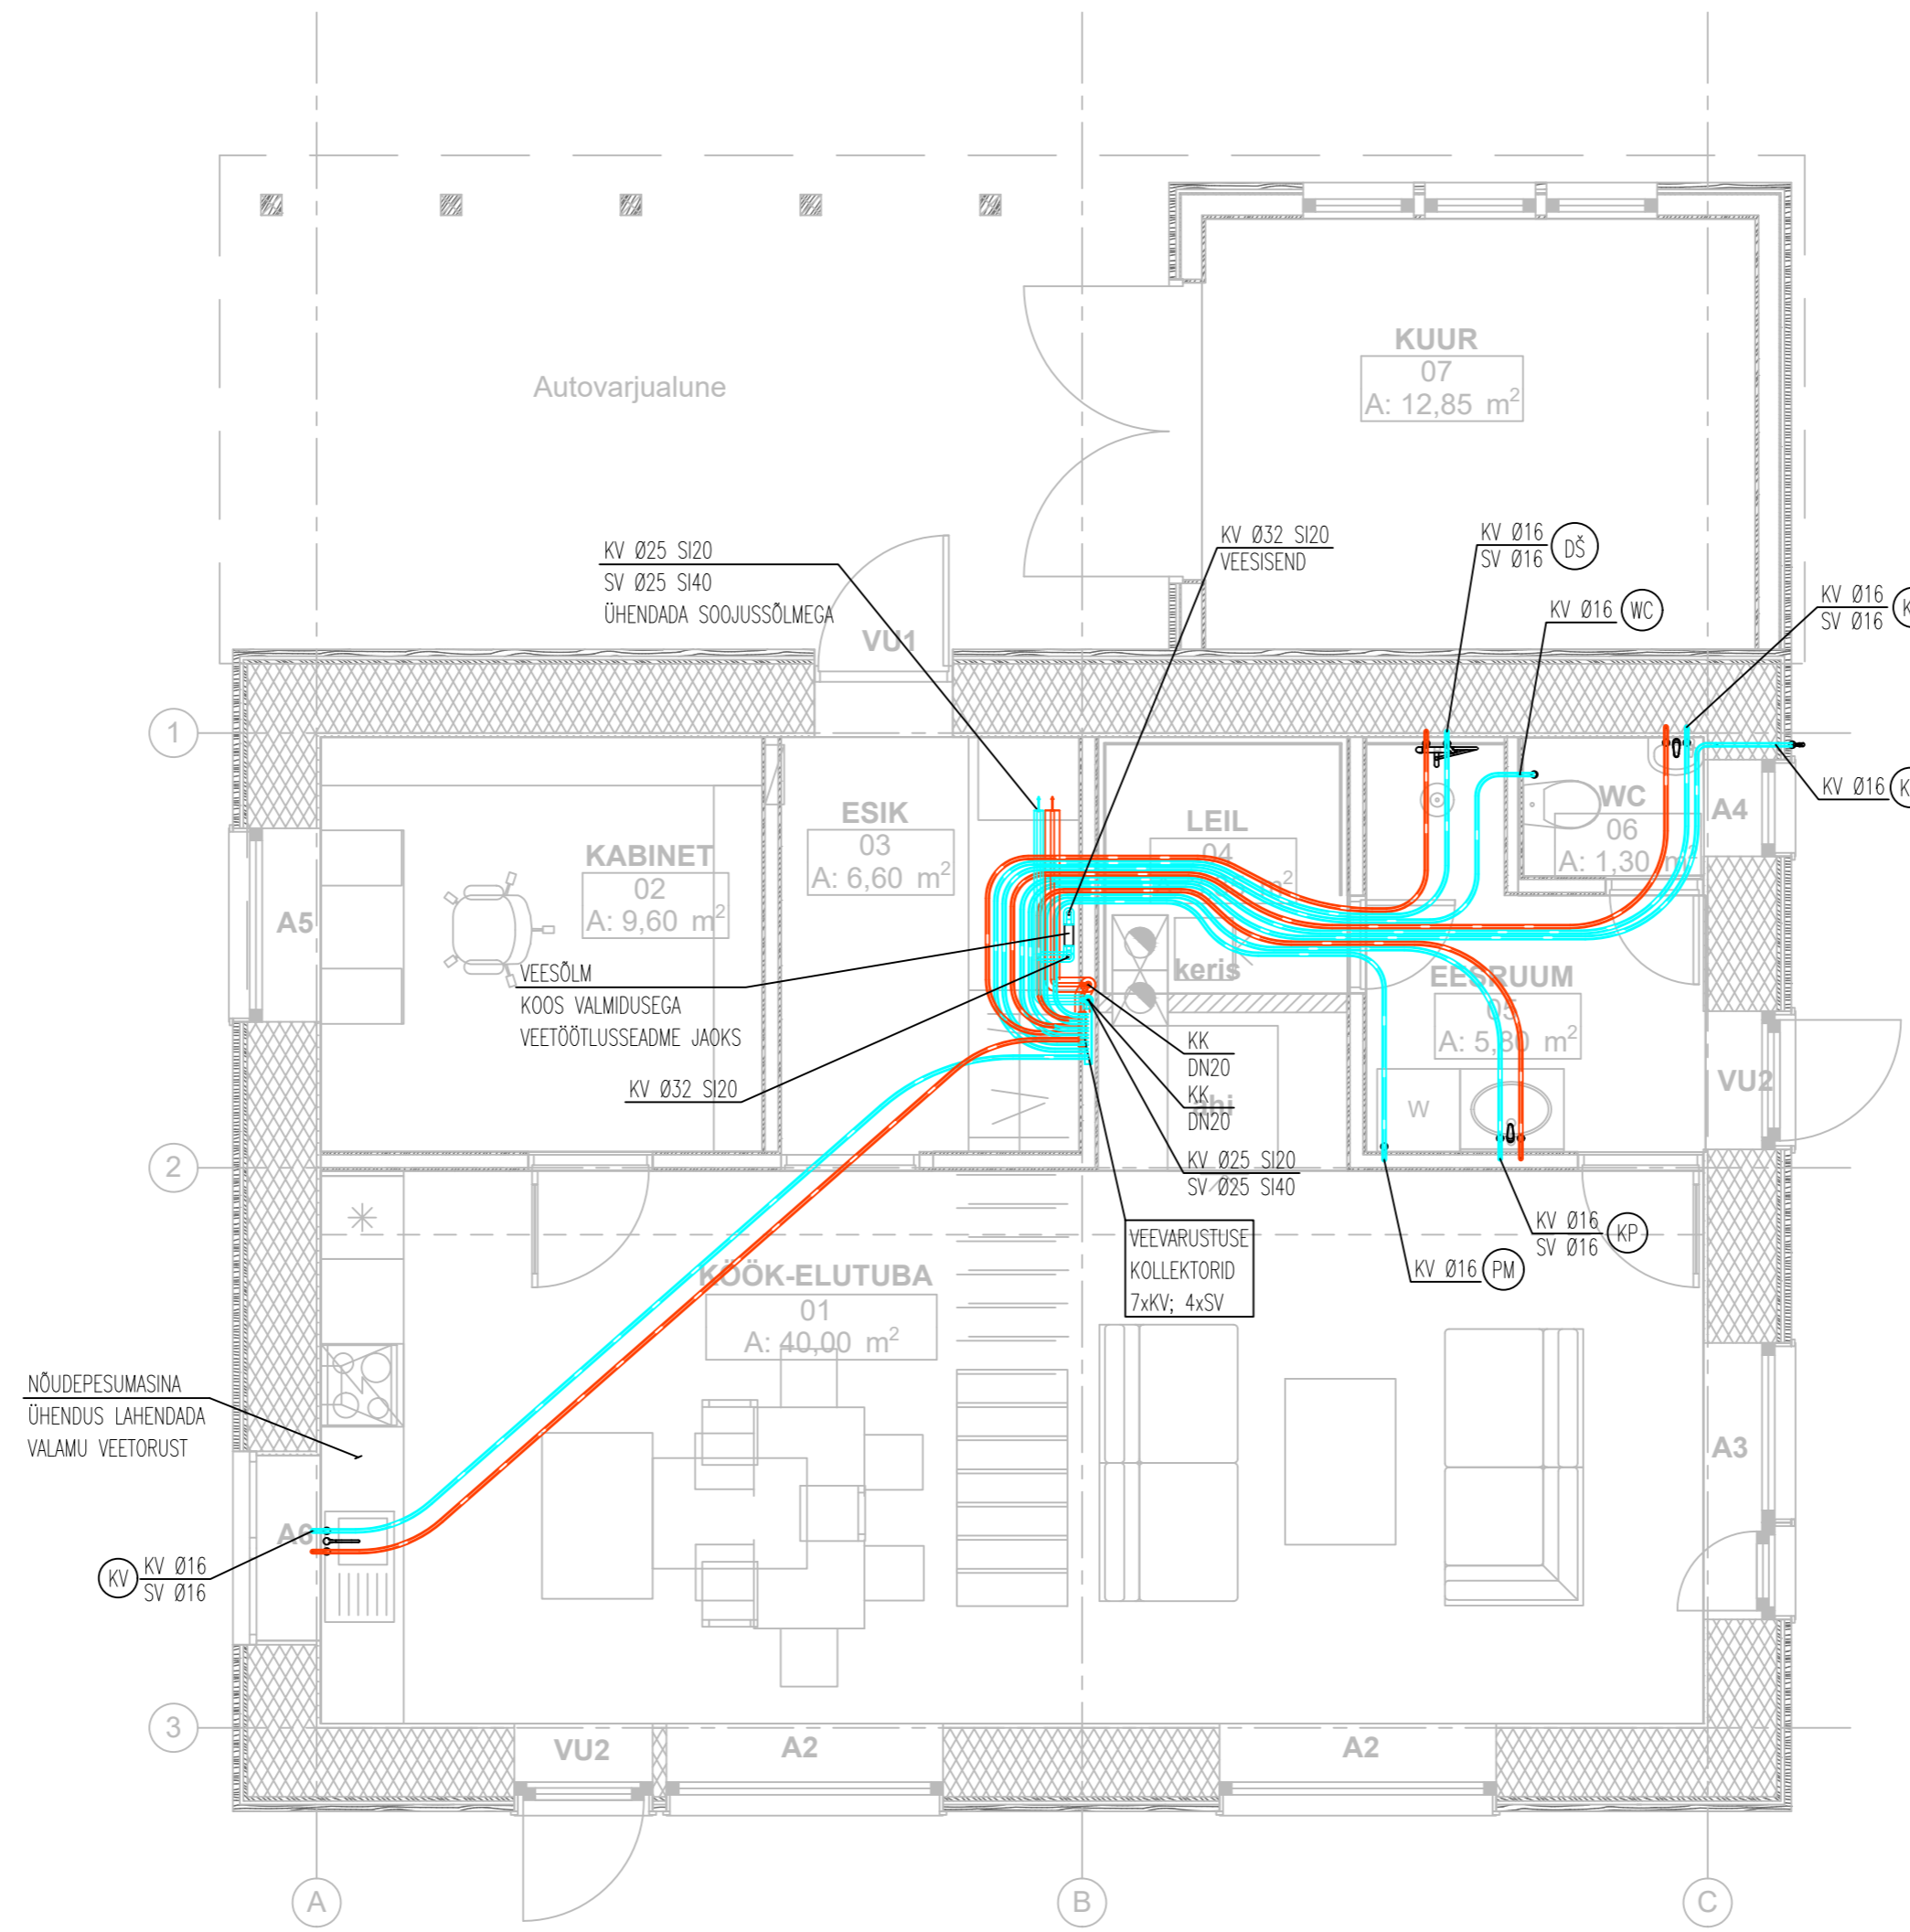 KUUR
07
A: 12,85 m²
Autovarjualune
KV Ø25 SI20
SV Ø25 SI40
ÜHENDADA SOOJUSSÕLMEGA
KV Ø32 SI20
VEESISEND
KV Ø16
SV Ø16
DŠ
KV Ø16
WC
KV Ø16
SV Ø16
VU1
1
KV Ø16
ESIK
03
A: 6,60 m²
LEIL
04
WC
06
A: 1,30 m²
A4
KABINET
02
A: 9,60 m²
A5
VEESÕLM
KOOS VALMIDUSEGA
VEETÖÖTLUSSEADME JAOKS
keris
EESRUUM
05
A: 5,80 m²
KV Ø32 SI20
KK
DN20
KK
DN20
ahi
W
VU2
2
KV Ø25 SI20
SV Ø25 SI40
VEEVARUSTUSE
KOLLEKTORID
7xKV; 4xSV
KV Ø16
SV Ø16
KP
KV Ø16
PM
KÖÖK-ELUTUBA
01
A: 40,00 m²
NÕUDEPESUMASINA
ÜHENDUS LAHENDADA
VALAMU VEETORUST
A3
A6
KV
KV Ø16
SV Ø16
3
VU2
A2
A2
A
B
C